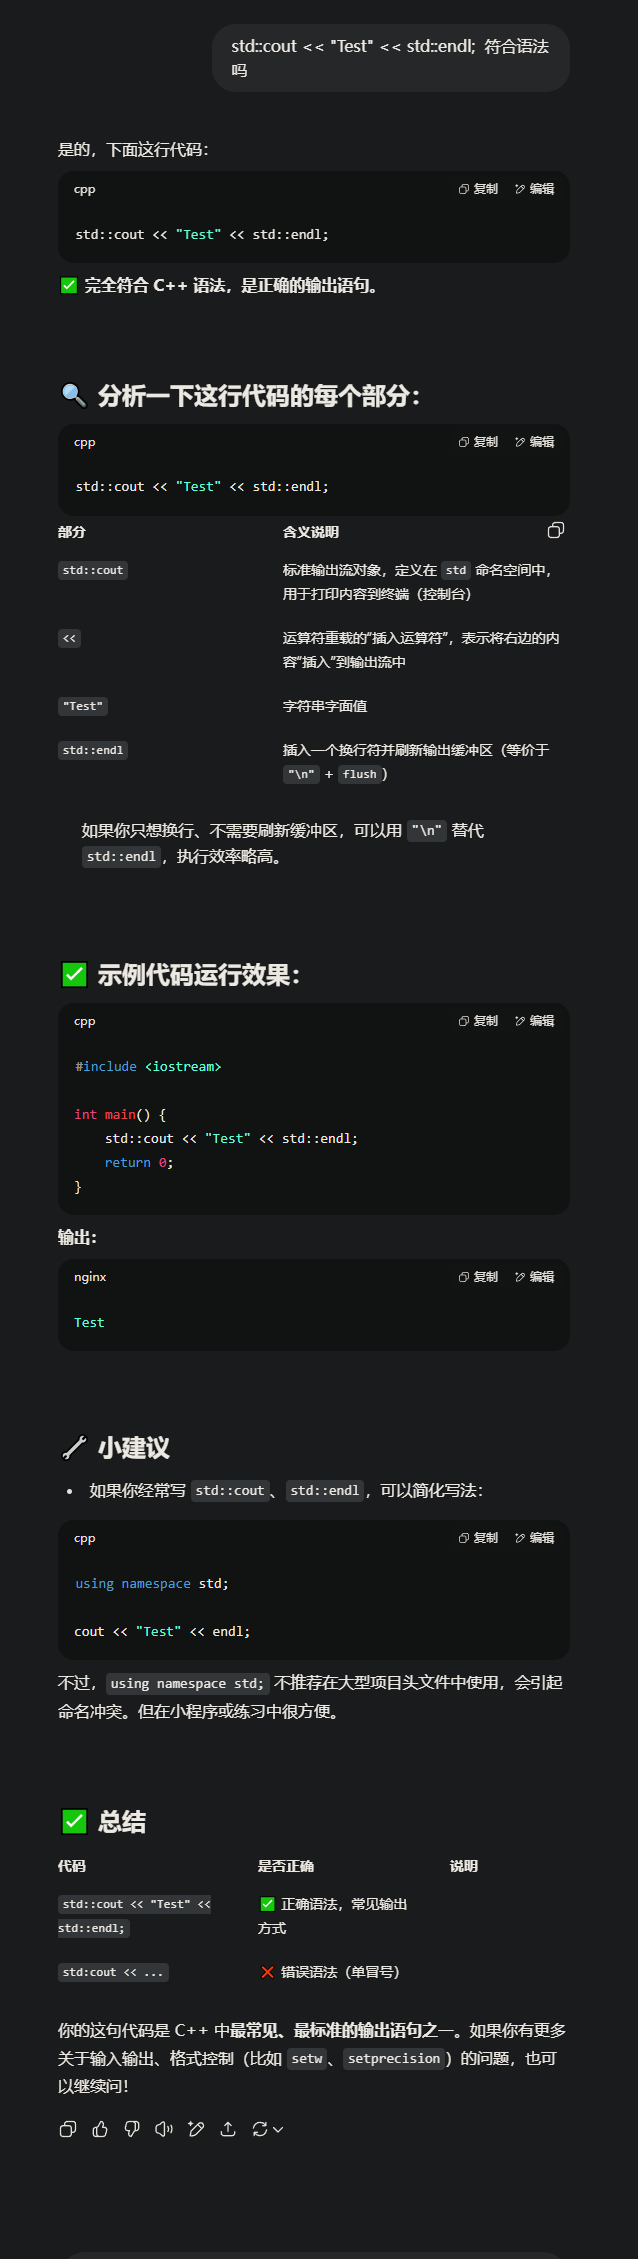 std::cout << "Test" << std::endl; 符合语法
吗
是的，下面这行代码：
cpp 复制 编辑
std::cout << "Test" << std::endl;
✅ 完全符合 C++ 语法，是正确的输出语句。
🔍 分析一下这行代码的每个部分：
cpp 复制 编辑
std::cout << "Test" << std::endl;
部分 含义说明
std::cout 标准输出流对象，定义在 std 命名空间中，
用于打印内容到终端（控制台）
<< 运算符重载的“插入运算符”，表示将右边的内
容“插入”到输出流中
"Test" 字符串字面值
std::endl 插入一个换行符并刷新输出缓冲区（等价于
"\n" + flush）
如果你只想换行、不需要刷新缓冲区，可以用 "\n" 替代
std::endl，执行效率略高。
✅ 示例代码运行效果：
cpp 复制 编辑
#include <iostream>
int main() {
    std::cout << "Test" << std::endl;
    return 0;
}
输出：
nginx 复制 编辑
Test
🔧 小建议
• 如果你经常写 std::cout、std::endl，可以简化写法：
cpp 复制 编辑
using namespace std;
cout << "Test" << endl;
不过，using namespace std; 不推荐在大型项目头文件中使用，会引起
命名冲突。但在小程序或练习中很方便。
✅ 总结
代码 是否正确 说明
std::cout << "Test" << ✅ 正确语法，常见输出
std::endl; 方式
std:cout << ... ❌ 错误语法（单冒号）
你的这句代码是 C++ 中最常见、最标准的输出语句之一。如果你有更多
关于输入输出、格式控制（比如 setw、setprecision）的问题，也可
以继续问！